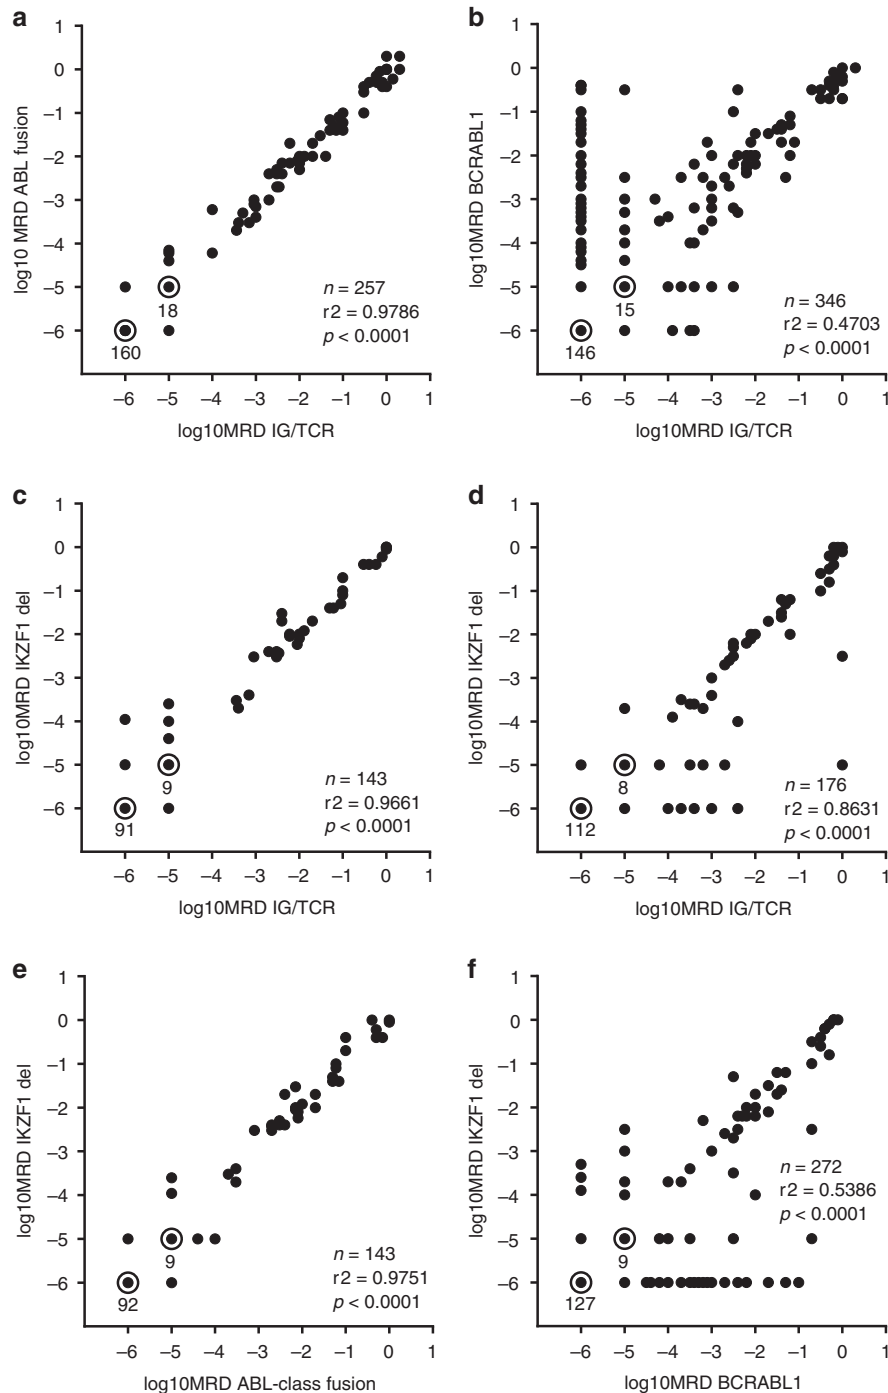 a
1
0
−1
−2
−3
−4
−5
−6
log10 MRD ABL fusion
n = 257
r2 = 0.9786
p < 0.0001
18
160
−6 −5 −4 −3 −2 −1 0 1
log10MRD IG/TCR
b
1
0
−1
−2
−3
−4
−5
−6
log10MRD BCRABL1
n = 346
r2 = 0.4703
p < 0.0001
15
146
−6 −5 −4 −3 −2 −1 0 1
log10MRD IG/TCR
c
1
0
−1
−2
−3
−4
−5
−6
log10MRD IKZF1 del
n = 143
r2 = 0.9661
p < 0.0001
9
91
−6 −5 −4 −3 −2 −1 0 1
log10MRD IG/TCR
d
1
0
−1
−2
−3
−4
−5
−6
log10MRD IKZF1 del
n = 176
r2 = 0.8631
p < 0.0001
8
112
−6 −5 −4 −3 −2 −1 0 1
log10MRD IG/TCR
e
1
0
−1
−2
−3
−4
−5
−6
log10MRD IKZF1 del
n = 143
r2 = 0.9751
p < 0.0001
9
92
−6 −5 −4 −3 −2 −1 0 1
log10MRD ABL-class fusion
f
1
0
−1
−2
−3
−4
−5
−6
log10MRD IKZF1 del
n = 272
r2 = 0.5386
p < 0.0001
9
127
−6 −5 −4 −3 −2 −1 0 1
log10MRD BCRABL1